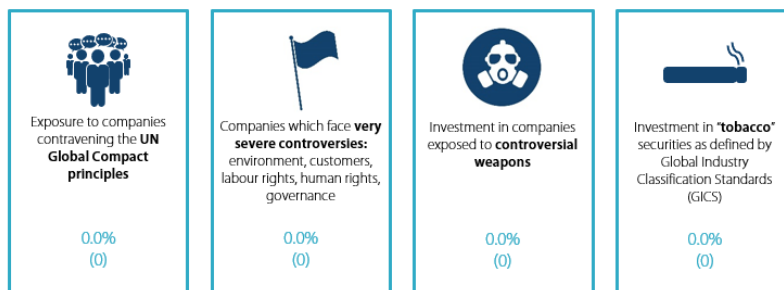 Exposure to companies
contravening the UN
Global Compact
principles
0.0%
(0)
Companies which face very
severe controversies:
environment, customers,
labour rights, human rights,
governance
0.0%
(0)
Investment in companies
exposed to controversial
weapons
0.0%
(0)
Investment in "tobacco"
securities as defined by
Global Industry
Classification Standards
(GICS)
0.0%
(0)